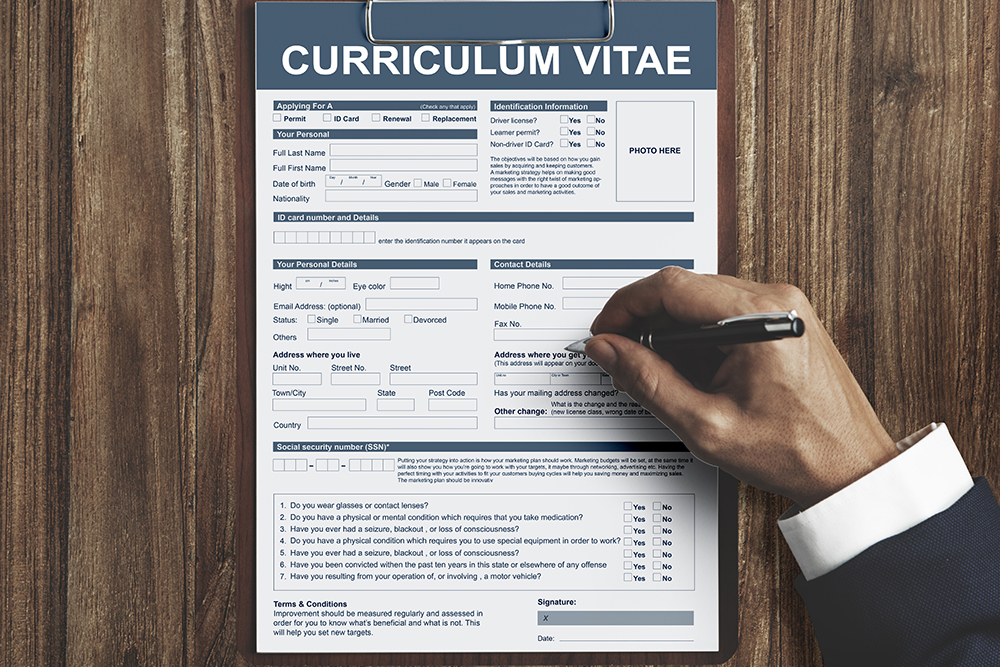 CURRICULUM VITAE
Applying For A (Check any that apply)
Permit ID Card Renewal Replacement
Your Personal
Full Last Name
Full First Name
Date of birth Day / Month / Year Gender Male Female
Nationality
Identification Information
Driver license? Yes No
Learner permit? Yes No
Non-driver ID Card? Yes No
The objectives will be based on how you gain
sales by acquiring and keeping customers.
A marketing strategy helps on making good
messages with the right twist of marketing ap-
proaches in order to have a good outcome of
your sales and marketing activities.
PHOTO HERE
ID card number and Details
enter the identification number it appears on the card
Your Personal Details
Hight / Eye color
Email Address: (optional)
Status: Single Married Devorced
Others
Address where you live
Unit No. Street No. Street
Town/City State Post Code
Country
Contact Details
Home Phone No.
Mobile Phone No.
Fax No.
Address where you get
(This address will appear on your
Unit no City or Town
Has your mailing address changed?
What is the change and the
Other change: (new license class, wrong date of
Social security number (SSN)*
- -
Putting your strategy into action is how your marketing plan should work. Marketing budgets will be set, at the same time it
will also show you how you're going to work with your targets, it maybe through networking, advertising etc. Having the
perfect timing with your activities to fit your customers buying cycles will help you saving money and maximizing sales.
The marketing plan should be innovativ
1. Do you wear glasses or contact lenses? Yes No
2. Do you have a physical or mental condition which requires that you take medication? Yes No
3. Have you ever had a seizure, blackout , or loss of consciousness? Yes No
4. Do you have a physical condition which requires you to use special equipment in order to work? Yes No
5. Have you ever had a seizure, blackout , or loss of consciousness? Yes No
6. Have you been convicted withen the past ten years in this state or elsewhere of any offense Yes No
7. Have you resulting from your operation of, or involving , a motor vehicle? Yes No
Terms & Conditions
Improvement should be measured regularly and assessed in
order for you to know what's beneficial and what is not. This
will help you set new targets.
Signature:
X
Date: